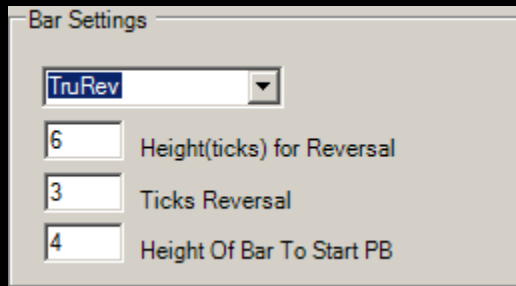 Bar Settings
TruRev
6 Height(ticks) for Reversal
3 Ticks Reversal
4 Height Of Bar To Start PB